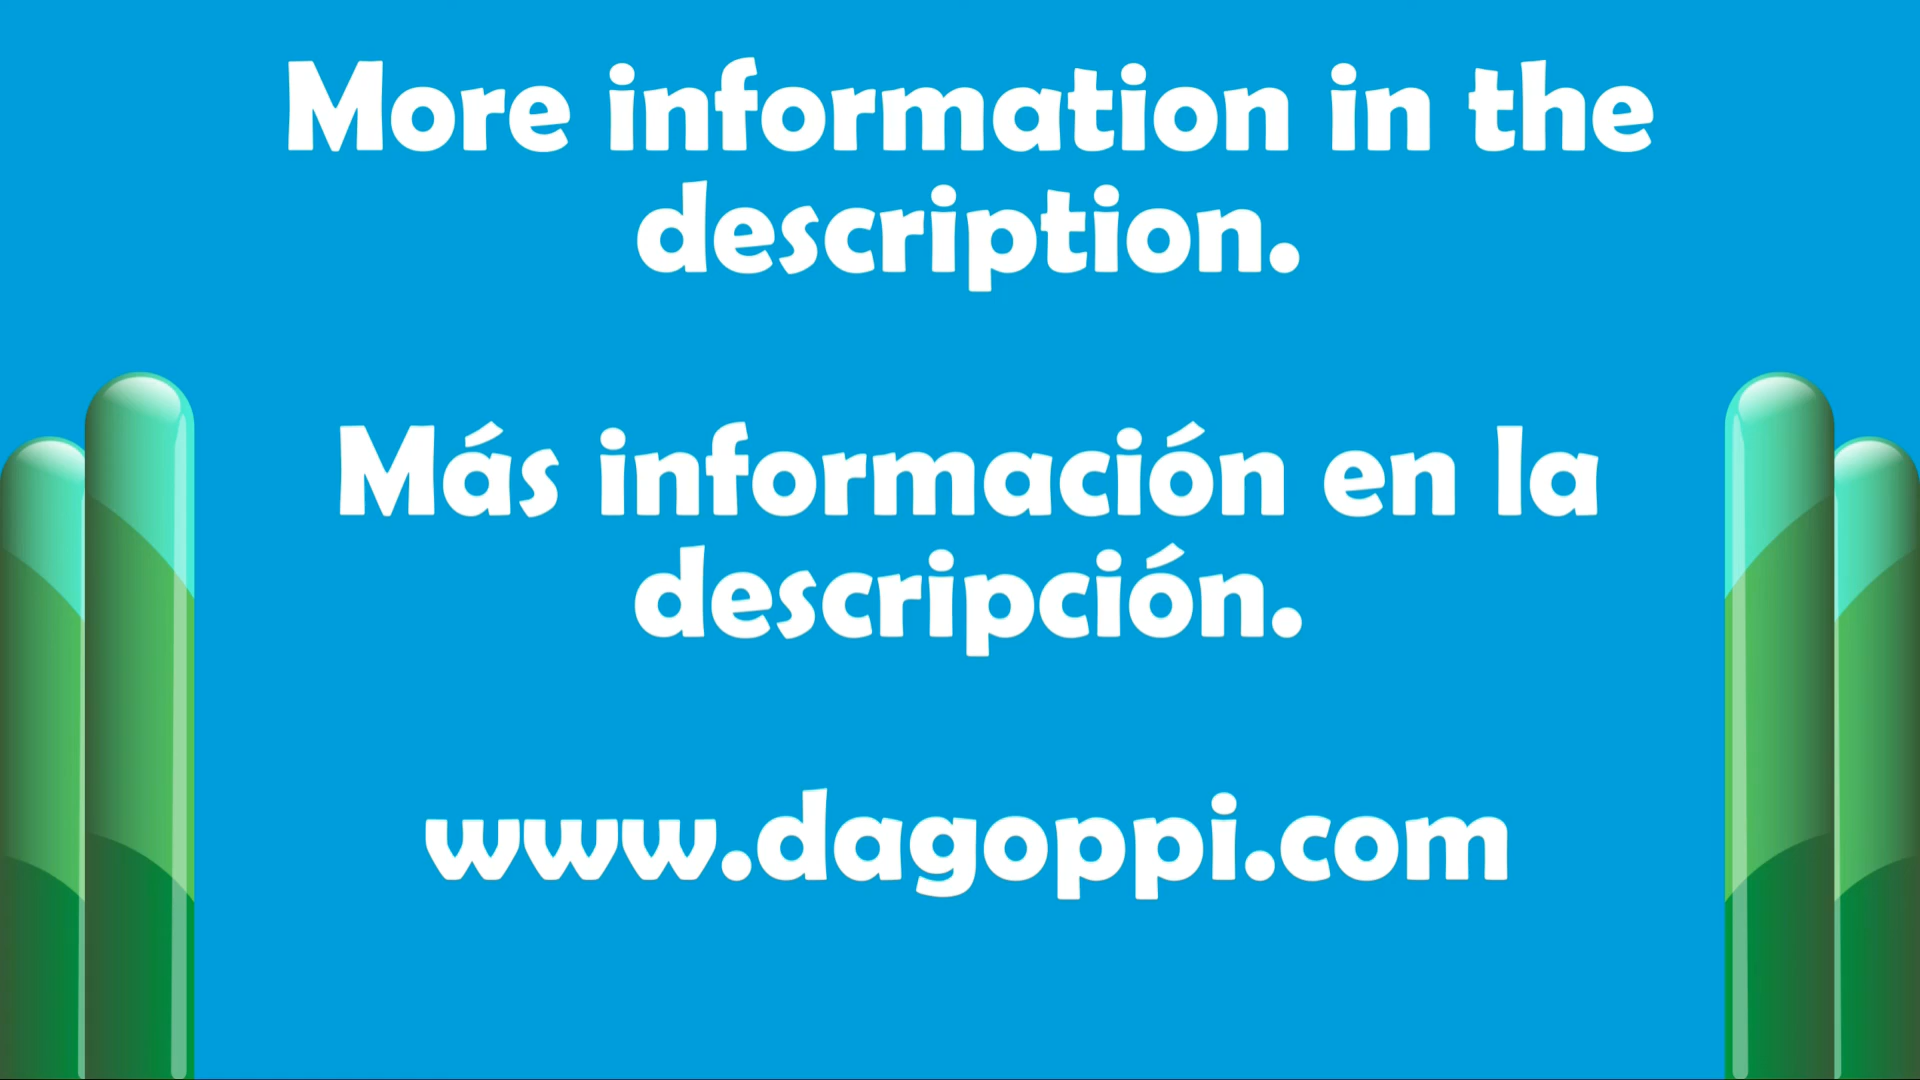 More information in the
description.
Más información en la
descripción.
www.dagoppi.com